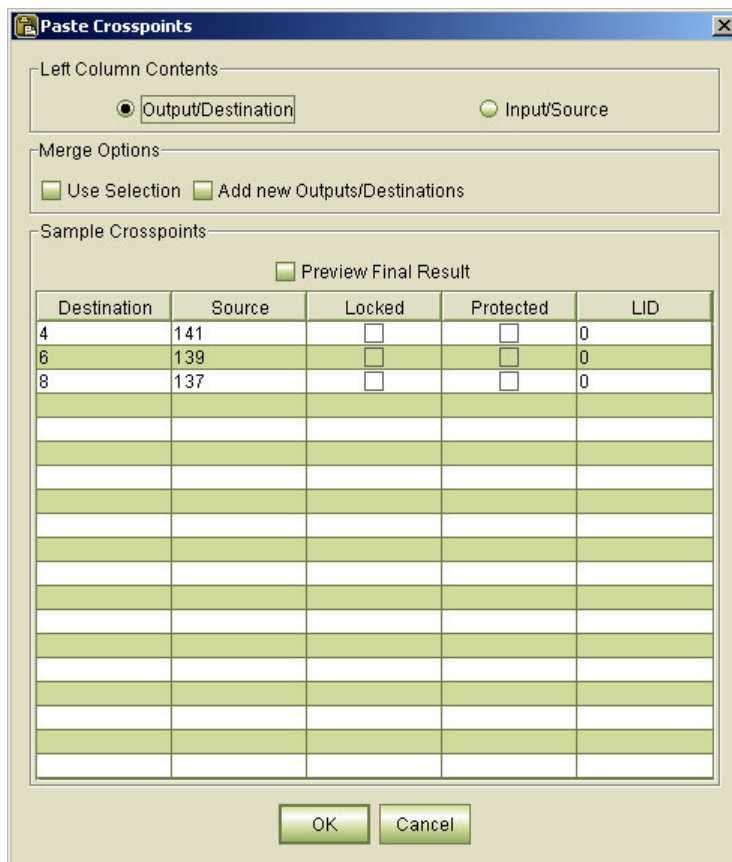 Paste Crosspoints
Left Column Contents
Output/Destination Input/Source
Merge Options
Use Selection Add new Outputs/Destinations
Sample Crosspoints
Preview Final Result
Destination Source Locked Protected LID
4 141 0
6 139 0
8 137 0
OK Cancel